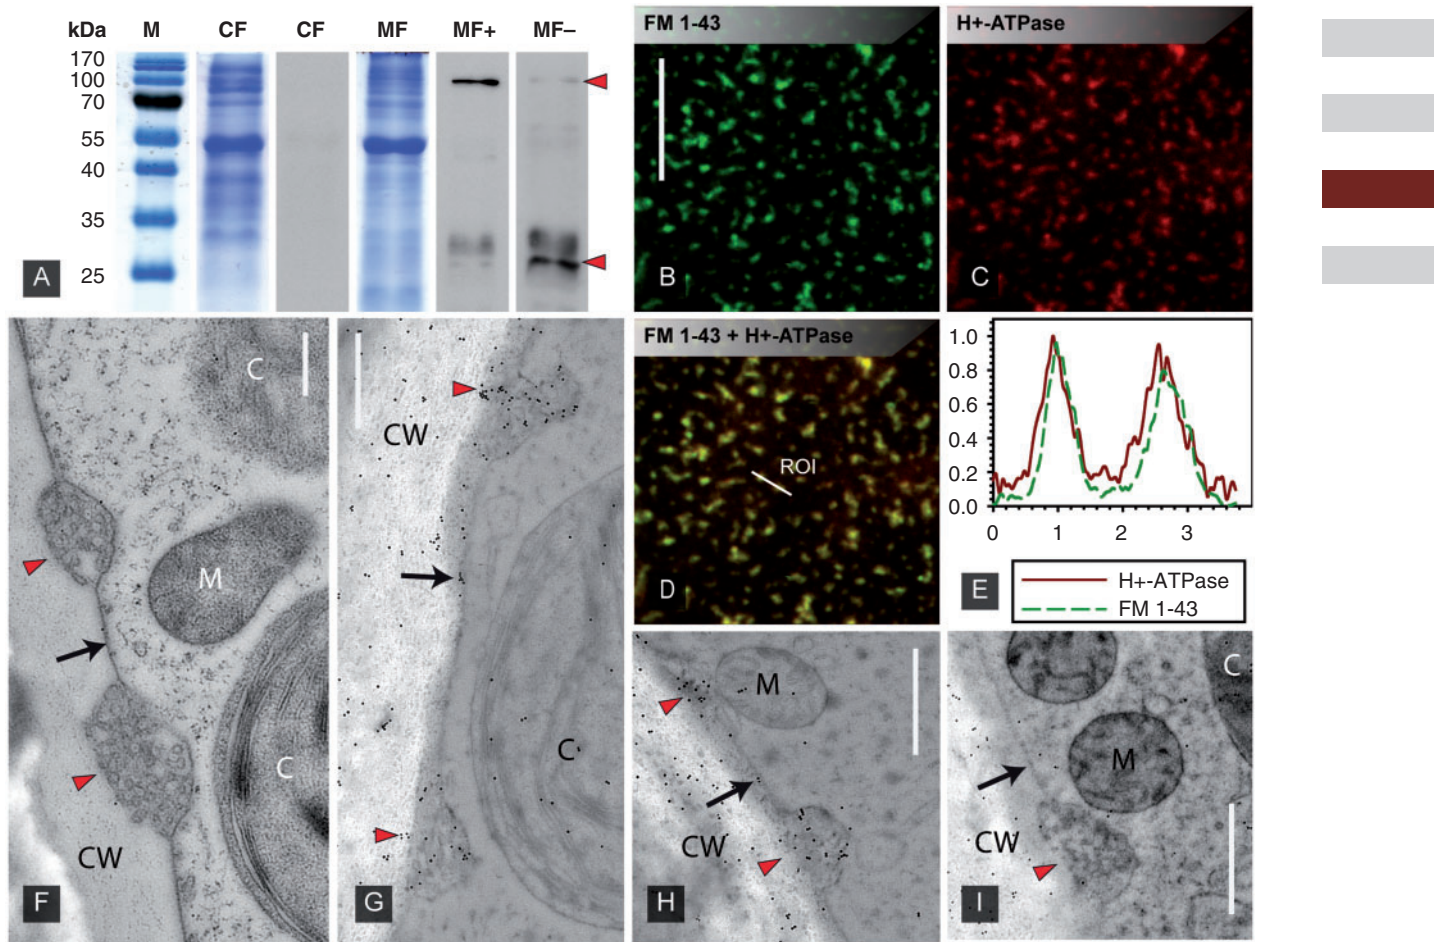 kDa M CF CF MF MF+ MF–
170
100
70
55
40
35
25
A
FM 1-43
B
H+-ATPase
C
FM 1-43 + H+-ATPase
ROI
D
1.0
0.8
0.6
0.4
0.2
0.0
0 1 2 3
E
H+-ATPase
FM 1-43
C
M
C
CW
F
CW
C
G
M
CW
H
C
M
CW
I